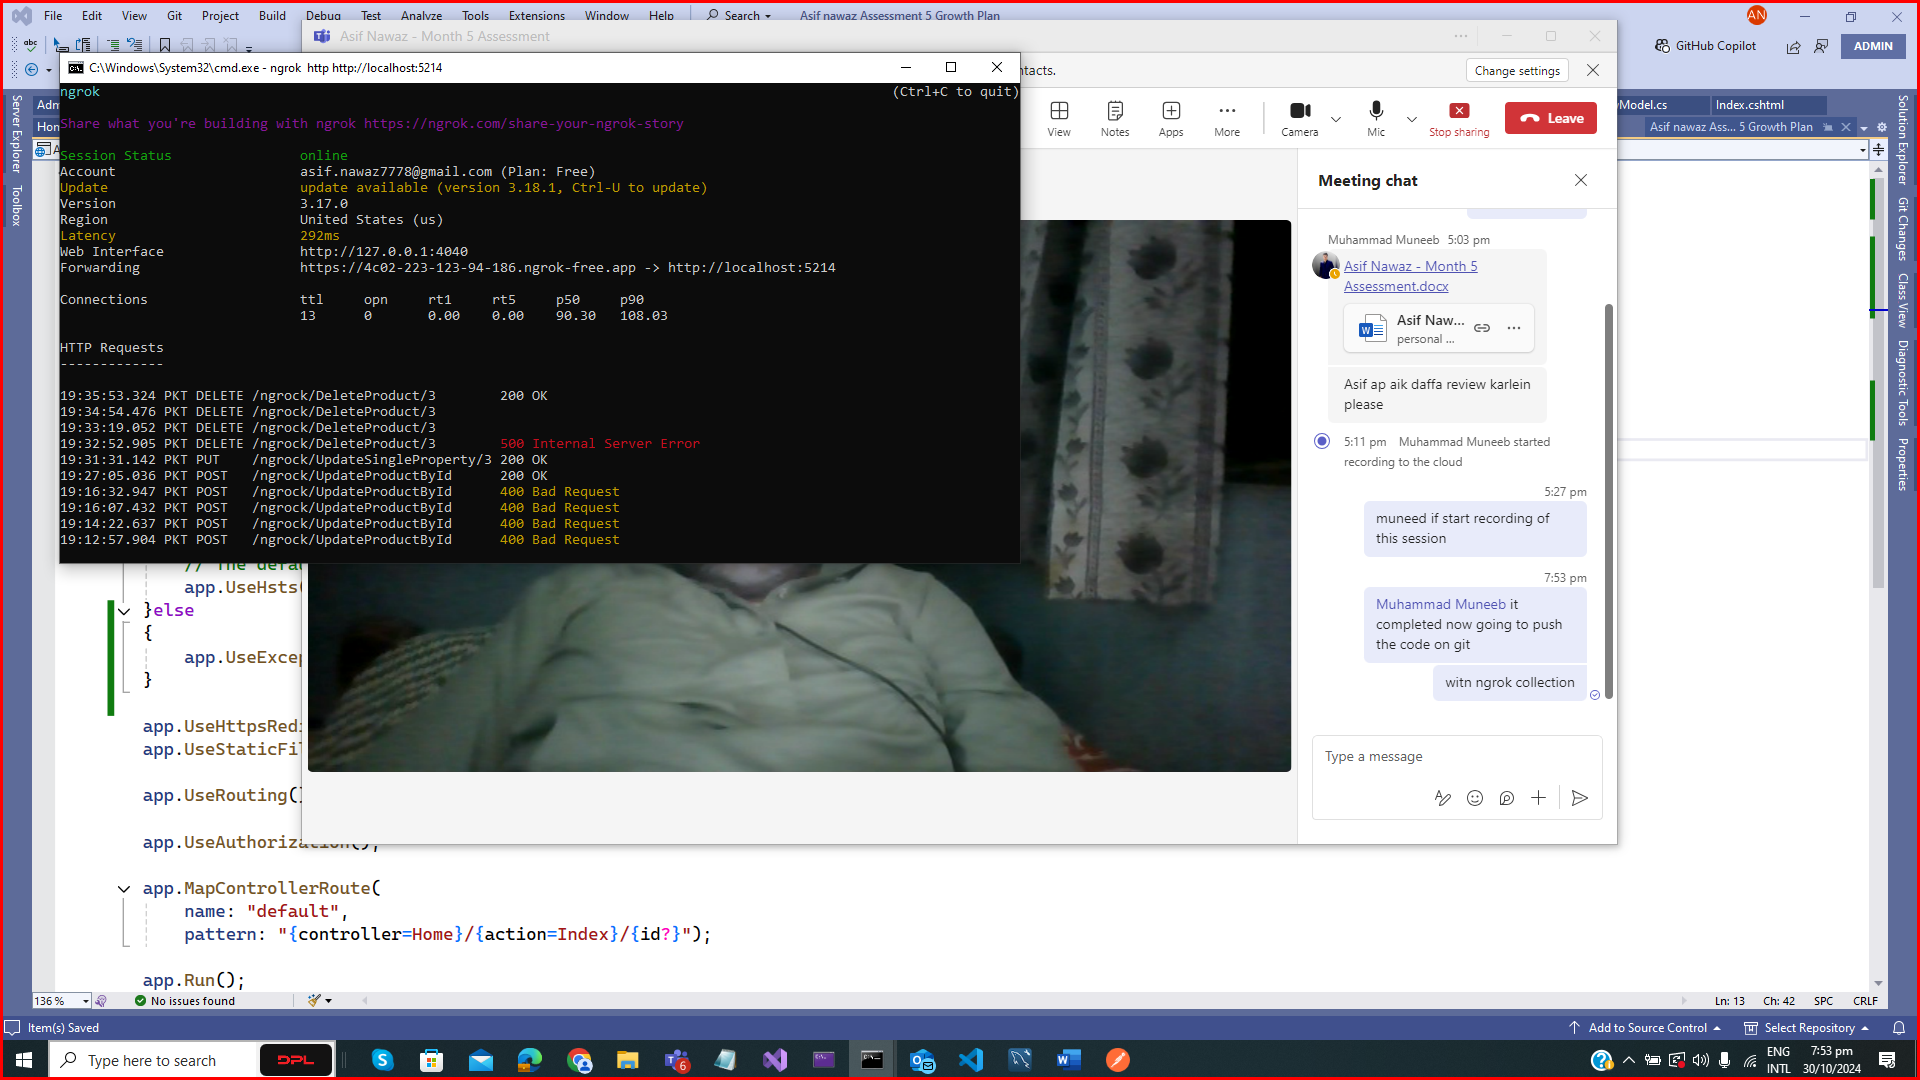 File Edit View Git Project Build Debug Test Analyze Tools Extensions Window Help Search Asif nawaz Assessment 5 Growth Plan AN
GitHub Copilot ADMIN
Asif Nawaz - Month 5 Assessment
ntacts. Change settings
C:\Windows\System32\cmd.exe - ngrok http http://localhost:5214
ngrok (Ctrl+C to quit)
Share what you're building with ngrok https://ngrok.com/share-your-ngrok-story
Session Status online
Account asif.nawaz7778@gmail.com (Plan: Free)
Update update available (version 3.18.1, Ctrl-U to update)
Version 3.17.0
Region United States (us)
Latency 292ms
Web Interface http://127.0.0.1:4040
Forwarding https://4c02-223-123-94-186.ngrok-free.app -> http://localhost:5214
Connections ttl opn rt1 rt5 p50 p90
13 0 0.00 0.00 90.30 108.03
HTTP Requests
-------------
19:35:53.324 PKT DELETE /ngrock/DeleteProduct/3 200 OK
19:34:54.476 PKT DELETE /ngrock/DeleteProduct/3
19:33:19.052 PKT DELETE /ngrock/DeleteProduct/3
19:32:52.905 PKT DELETE /ngrock/DeleteProduct/3 500 Internal Server Error
19:31:31.142 PKT PUT /ngrock/UpdateSingleProperty/3 200 OK
19:27:05.036 PKT POST /ngrock/UpdateProductById 200 OK
19:16:32.947 PKT POST /ngrock/UpdateProductById 400 Bad Request
19:16:07.432 PKT POST /ngrock/UpdateProductById 400 Bad Request
19:14:22.637 PKT POST /ngrock/UpdateProductById 400 Bad Request
19:12:57.904 PKT POST /ngrock/UpdateProductById 400 Bad Request
View Notes Apps More Camera Mic Stop sharing Leave
Meeting chat
Muhammad Muneeb 5:03 pm
Asif Nawaz - Month 5
Assessment.docx
Asif Naw...
personal ...
Asif ap aik daffa review karlein
please
5:11 pm Muhammad Muneeb started
recording to the cloud
5:27 pm
muneed if start recording of
this session
7:53 pm
Muhammad Muneeb it
completed now going to push
the code on git
witn ngrok collection
Type a message
Model.cs Index.cshtml
Asif nawaz Ass... 5 Growth Plan
Server Explorer
Toolbox
Solution Explorer
Git Changes
Class View
Diagnostic Tools
Properties
app.UseHsts(
}else
{
app.UseExcep
}
app.UseHttpsRedi
app.UseStaticFil
app.UseRouting()
app.UseAuthorization();
app.MapControllerRoute(
name: "default",
pattern: "{controller=Home}/{action=Index}/{id?}");
app.Run();
136 % No issues found Ln: 13 Ch: 42 SPC CRLF
Item(s) Saved Add to Source Control Select Repository
Type here to search DPL 6 ENG INTL 7:53 pm 30/10/2024